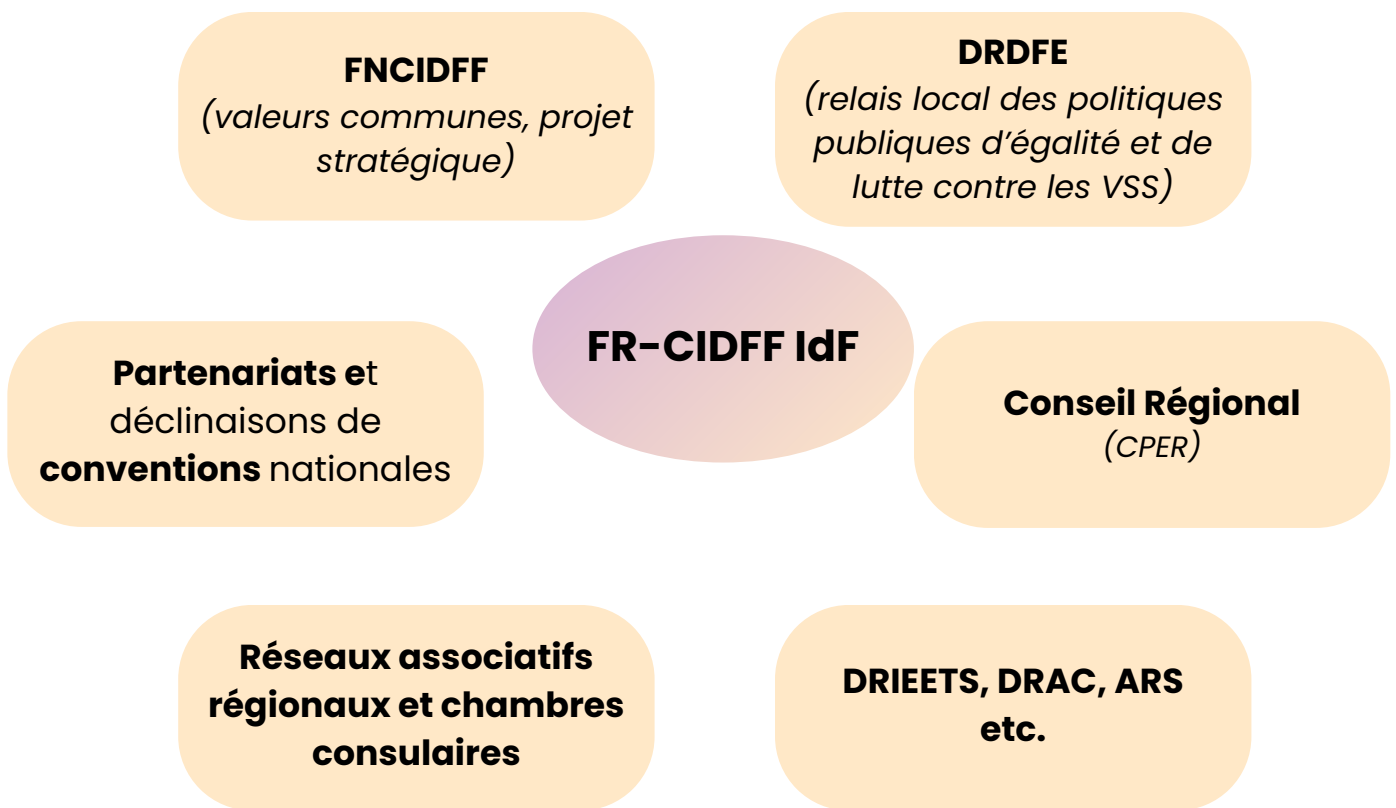 FNCIDFF
(valeurs communes, projet
stratégique)
DRDFE
(relais local des politiques
publiques d’égalité et de
lutte contre les VSS)
FR-CIDFF IdF
Partenariats et
déclinaisons de
conventions nationales
Conseil Régional
(CPER)
Réseaux associatifs
régionaux et chambres
consulaires
DRIEETS, DRAC, ARS
etc.